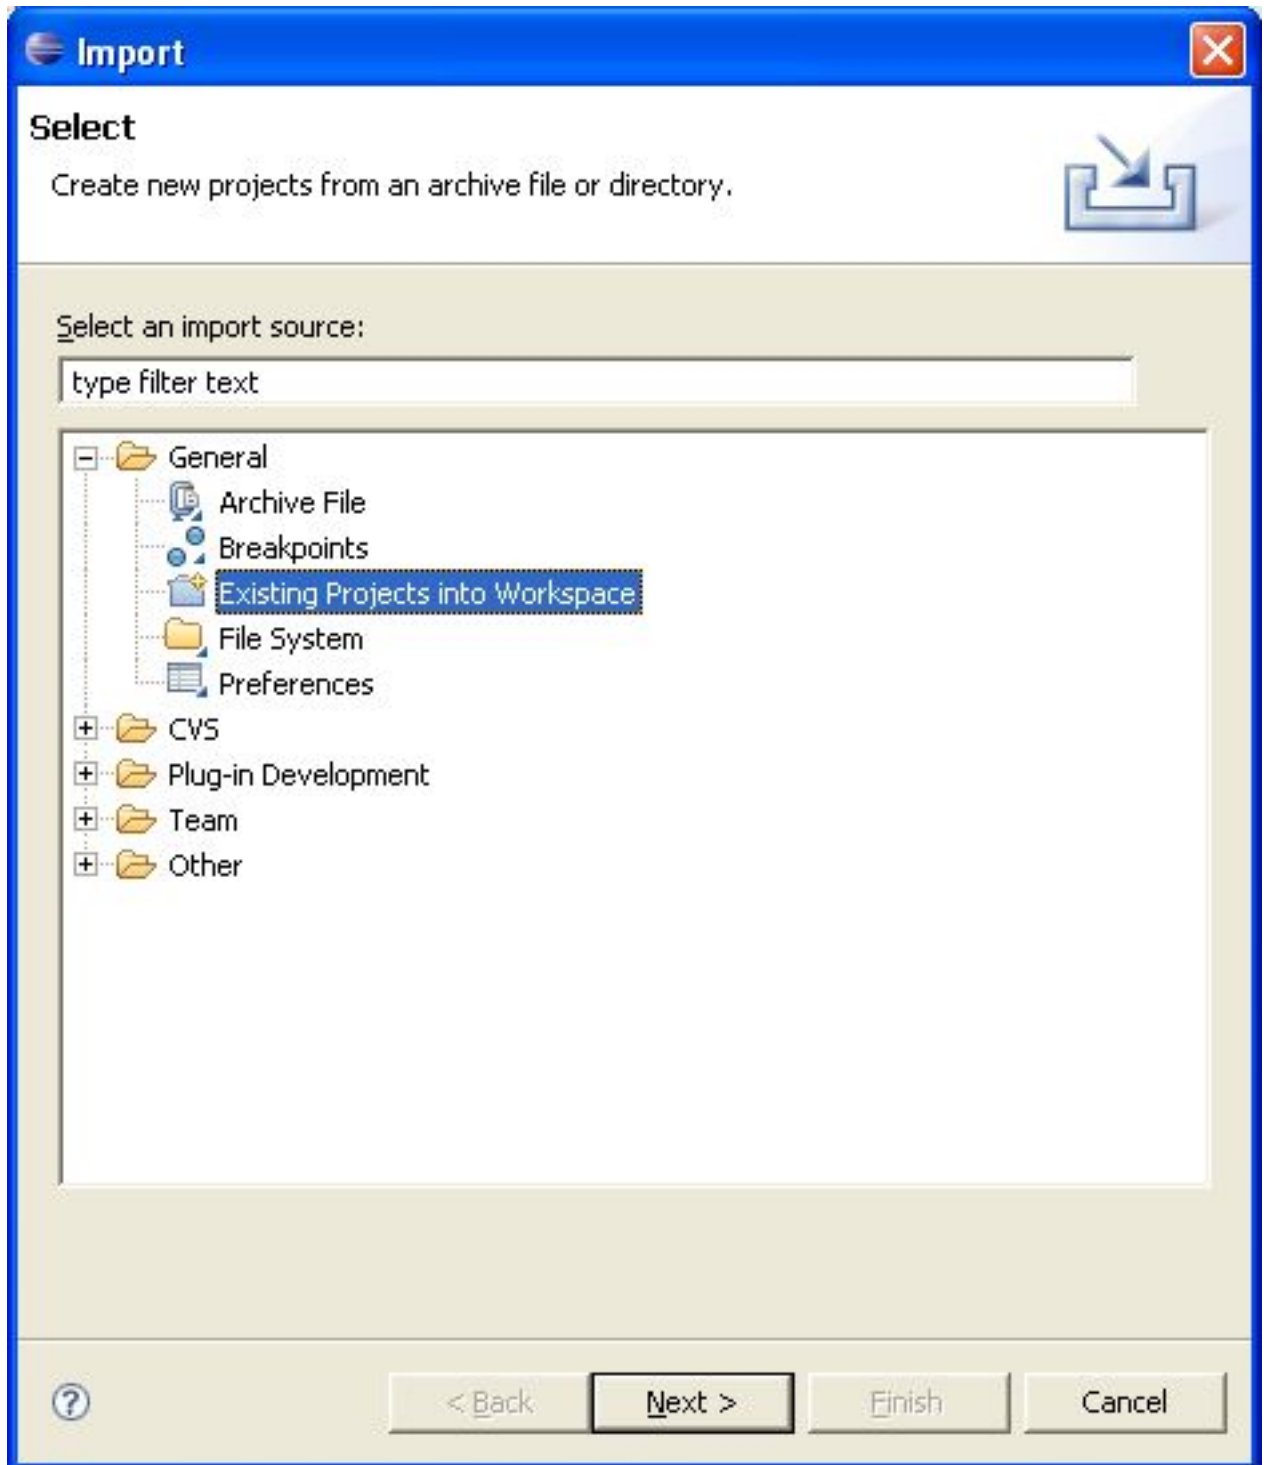 Import
Select
Create new projects from an archive file or directory.
Select an import source:
type filter text
General
Archive File
Breakpoints
Existing Projects into Workspace
File System
Preferences
CVS
Plug-in Development
Team
Other
? < Back Next > Finish Cancel